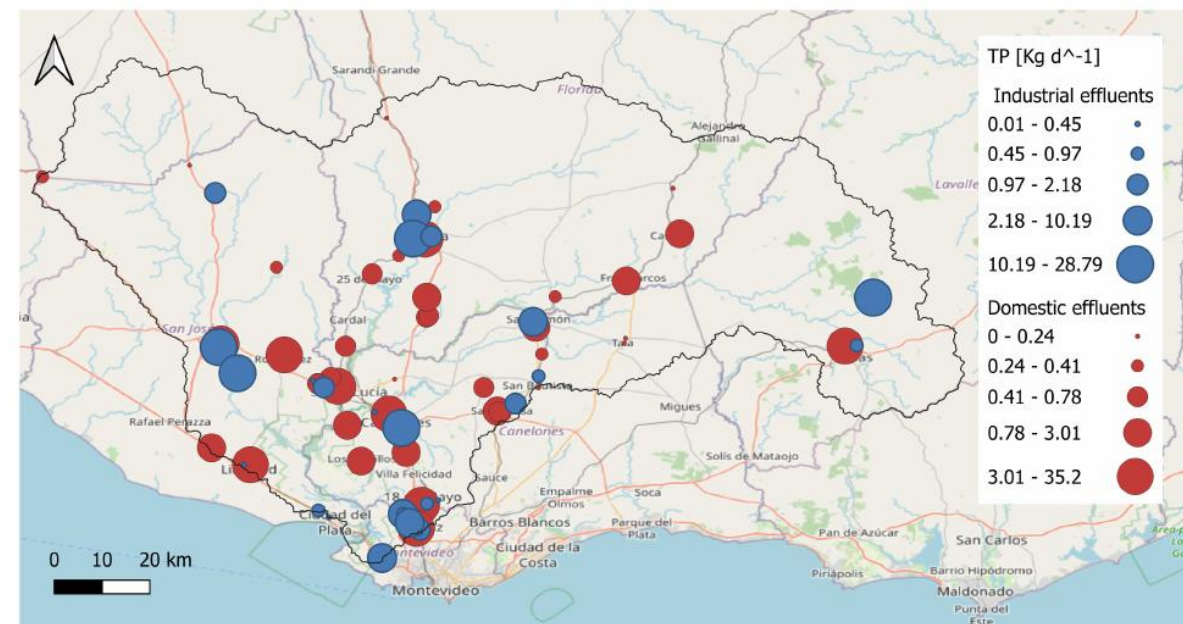 Sarandí Grande
Florida
Alejandro
Gallinal
Lavalle
TP [Kg d^-1]
Industrial effluents
0.01 - 0.45
0.45 - 0.97
0.97 - 2.18
2.18 - 10.19
10.19 - 28.79
Domestic effluents
0 - 0.24
0.24 - 0.41
0.41 - 0.78
0.78 - 3.01
3.01 - 35.2
Cardal
San José
Tala
San Bautista
Rafael Perazza
Canelones
Migues
Villa Felicidad
Solís de Mataojo
Sauce
Empalme
Olmos
Soca
Ciudad del
Plata
Barros Blancos
Parque del
Plata
Pan de Azúcar
San Carlos
Ciudad de la
Costa
Piriápolis
Barrio Hipódromo
Montevideo
Maldonado
Punta del
Este
0 10 20 km